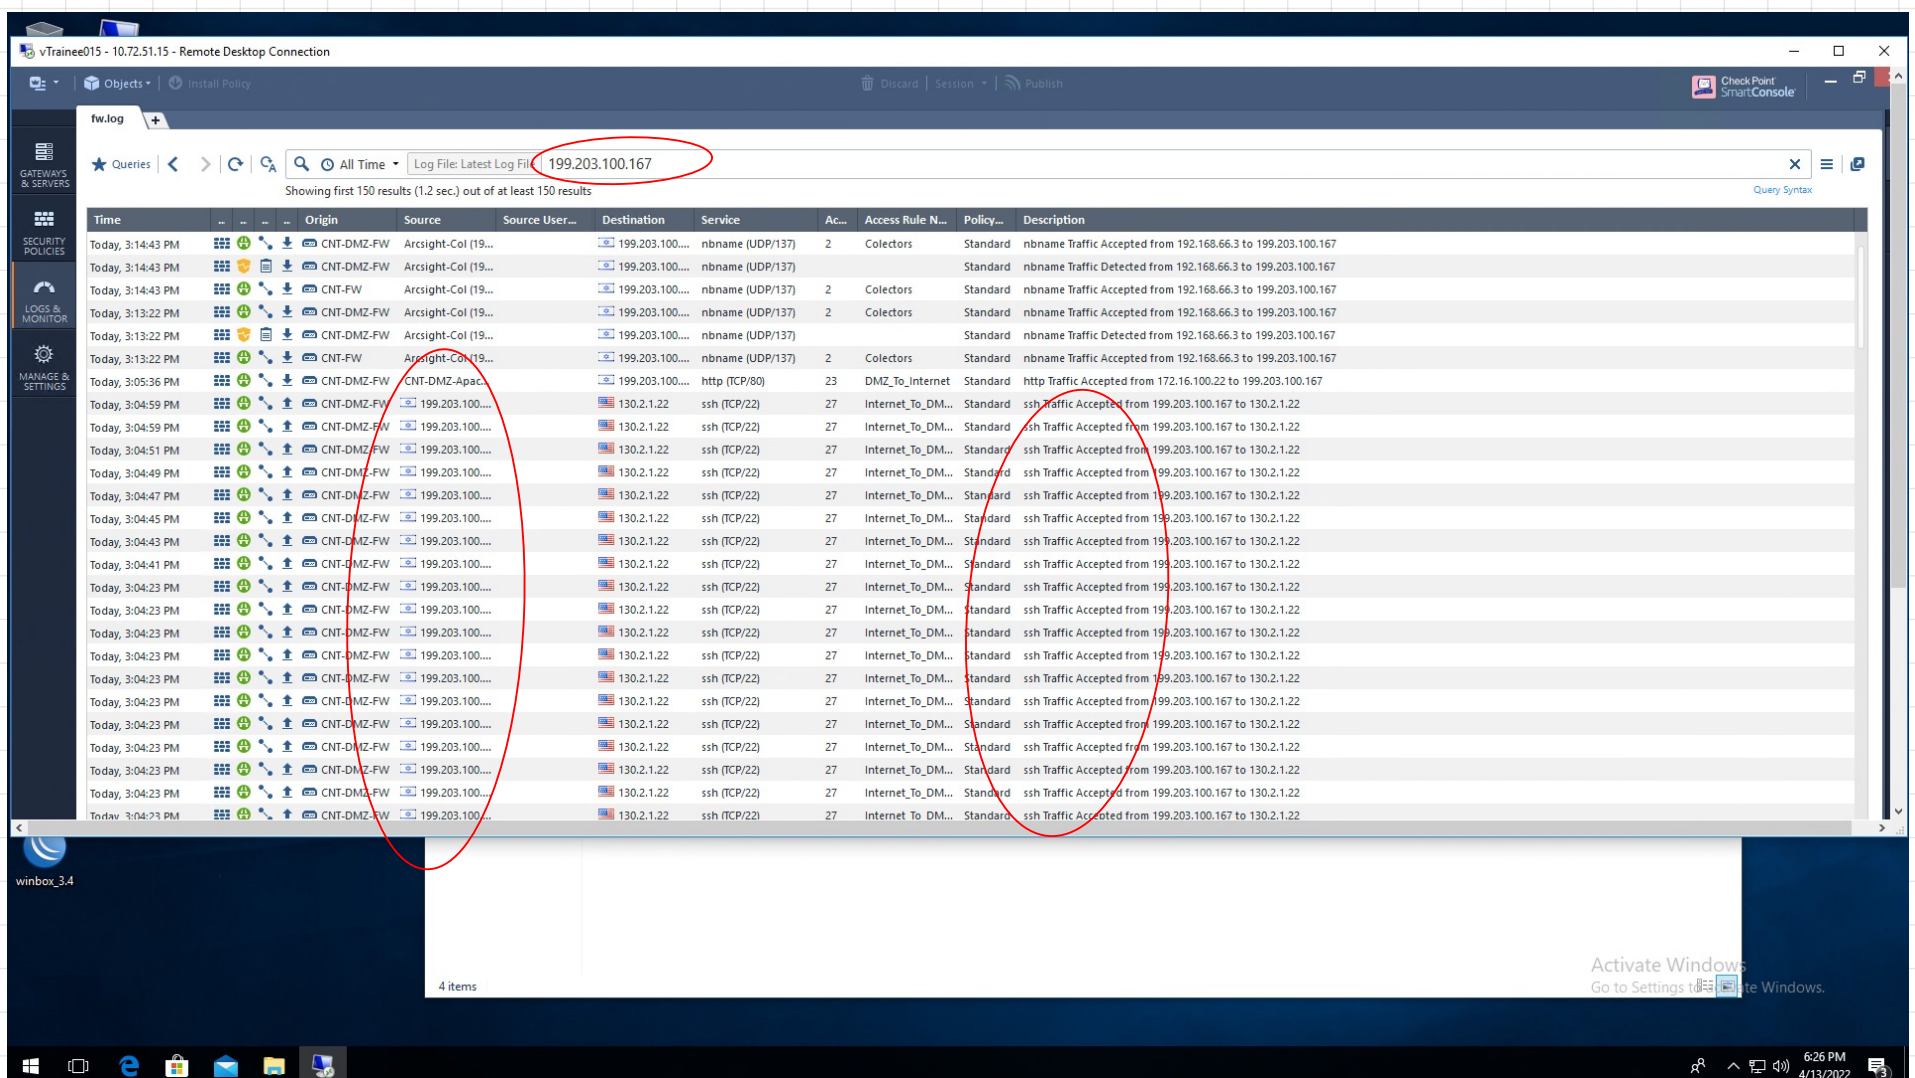 vTrainee015 - 10.72.51.15 - Remote Desktop Connection
Objects Install Policy Discard Session Publish Check Point SmartConsole
fw.log +
GATEWAYS & SERVERS
SECURITY POLICIES
LOGS & MONITOR
MANAGE & SETTINGS
Queries All Time Log File: Latest Log File 199.203.100.167
Showing first 150 results (1.2 sec.) out of at least 150 results Query Syntax
Time .. .. .. .. Origin Source Source User... Destination Service Ac... Access Rule N... Policy... Description
Today, 3:14:43 PM CNT-DMZ-FW Arcsight-Col (19... 199.203.100.... nbname (UDP/137) 2 Colectors Standard nbname Traffic Accepted from 192.168.66.3 to 199.203.100.167
Today, 3:14:43 PM CNT-DMZ-FW Arcsight-Col (19... 199.203.100.... nbname (UDP/137) Standard nbname Traffic Detected from 192.168.66.3 to 199.203.100.167
Today, 3:14:43 PM CNT-FW Arcsight-Col (19... 199.203.100.... nbname (UDP/137) 2 Colectors Standard nbname Traffic Accepted from 192.168.66.3 to 199.203.100.167
Today, 3:13:22 PM CNT-DMZ-FW Arcsight-Col (19... 199.203.100.... nbname (UDP/137) 2 Colectors Standard nbname Traffic Accepted from 192.168.66.3 to 199.203.100.167
Today, 3:13:22 PM CNT-DMZ-FW Arcsight-Col (19... 199.203.100.... nbname (UDP/137) Standard nbname Traffic Detected from 192.168.66.3 to 199.203.100.167
Today, 3:13:22 PM CNT-FW Arcsight-Col (19... 199.203.100.... nbname (UDP/137) 2 Colectors Standard nbname Traffic Accepted from 192.168.66.3 to 199.203.100.167
Today, 3:05:36 PM CNT-DMZ-FW CNT-DMZ-Apac... 199.203.100.... http (TCP/80) 23 DMZ_To_Internet Standard http Traffic Accepted from 172.16.100.22 to 199.203.100.167
Today, 3:04:59 PM CNT-DMZ-FW 199.203.100.... 130.2.1.22 ssh (TCP/22) 27 Internet_To_DM... Standard ssh Traffic Accepted from 199.203.100.167 to 130.2.1.22
Today, 3:04:59 PM CNT-DMZ-FW 199.203.100.... 130.2.1.22 ssh (TCP/22) 27 Internet_To_DM... Standard ssh Traffic Accepted from 199.203.100.167 to 130.2.1.22
Today, 3:04:51 PM CNT-DMZ-FW 199.203.100.... 130.2.1.22 ssh (TCP/22) 27 Internet_To_DM... Standard ssh Traffic Accepted from 199.203.100.167 to 130.2.1.22
Today, 3:04:49 PM CNT-DMZ-FW 199.203.100.... 130.2.1.22 ssh (TCP/22) 27 Internet_To_DM... Standard ssh Traffic Accepted from 199.203.100.167 to 130.2.1.22
Today, 3:04:47 PM CNT-DMZ-FW 199.203.100.... 130.2.1.22 ssh (TCP/22) 27 Internet_To_DM... Standard ssh Traffic Accepted from 199.203.100.167 to 130.2.1.22
Today, 3:04:45 PM CNT-DMZ-FW 199.203.100.... 130.2.1.22 ssh (TCP/22) 27 Internet_To_DM... Standard ssh Traffic Accepted from 199.203.100.167 to 130.2.1.22
Today, 3:04:43 PM CNT-DMZ-FW 199.203.100.... 130.2.1.22 ssh (TCP/22) 27 Internet_To_DM... Standard ssh Traffic Accepted from 199.203.100.167 to 130.2.1.22
Today, 3:04:41 PM CNT-DMZ-FW 199.203.100.... 130.2.1.22 ssh (TCP/22) 27 Internet_To_DM... Standard ssh Traffic Accepted from 199.203.100.167 to 130.2.1.22
Today, 3:04:23 PM CNT-DMZ-FW 199.203.100.... 130.2.1.22 ssh (TCP/22) 27 Internet_To_DM... Standard ssh Traffic Accepted from 199.203.100.167 to 130.2.1.22
Today, 3:04:23 PM CNT-DMZ-FW 199.203.100.... 130.2.1.22 ssh (TCP/22) 27 Internet_To_DM... Standard ssh Traffic Accepted from 199.203.100.167 to 130.2.1.22
Today, 3:04:23 PM CNT-DMZ-FW 199.203.100.... 130.2.1.22 ssh (TCP/22) 27 Internet_To_DM... Standard ssh Traffic Accepted from 199.203.100.167 to 130.2.1.22
Today, 3:04:23 PM CNT-DMZ-FW 199.203.100.... 130.2.1.22 ssh (TCP/22) 27 Internet_To_DM... Standard ssh Traffic Accepted from 199.203.100.167 to 130.2.1.22
Today, 3:04:23 PM CNT-DMZ-FW 199.203.100.... 130.2.1.22 ssh (TCP/22) 27 Internet_To_DM... Standard ssh Traffic Accepted from 199.203.100.167 to 130.2.1.22
Today, 3:04:23 PM CNT-DMZ-FW 199.203.100.... 130.2.1.22 ssh (TCP/22) 27 Internet_To_DM... Standard ssh Traffic Accepted from 199.203.100.167 to 130.2.1.22
Today, 3:04:23 PM CNT-DMZ-FW 199.203.100.... 130.2.1.22 ssh (TCP/22) 27 Internet_To_DM... Standard ssh Traffic Accepted from 199.203.100.167 to 130.2.1.22
Today, 3:04:23 PM CNT-DMZ-FW 199.203.100.... 130.2.1.22 ssh (TCP/22) 27 Internet_To_DM... Standard ssh Traffic Accepted from 199.203.100.167 to 130.2.1.22
Today, 3:04:23 PM CNT-DMZ-FW 199.203.100.... 130.2.1.22 ssh (TCP/22) 27 Internet_To_DM... Standard ssh Traffic Accepted from 199.203.100.167 to 130.2.1.22
Today, 3:04:23 PM CNT-DMZ-FW 199.203.100.... 130.2.1.22 ssh (TCP/22) 27 Internet_To_DM... Standard ssh Traffic Accepted from 199.203.100.167 to 130.2.1.22
Today, 3:04:23 PM CNT-DMZ-FW 199.203.100.... 130.2.1.22 ssh (TCP/22) 27 Internet_To_DM... Standard ssh Traffic Accepted from 199.203.100.167 to 130.2.1.22
winbox_3.4
4 items
Activate Windows
Go to Settings to activate Windows.
6:26 PM
4/13/2022
3